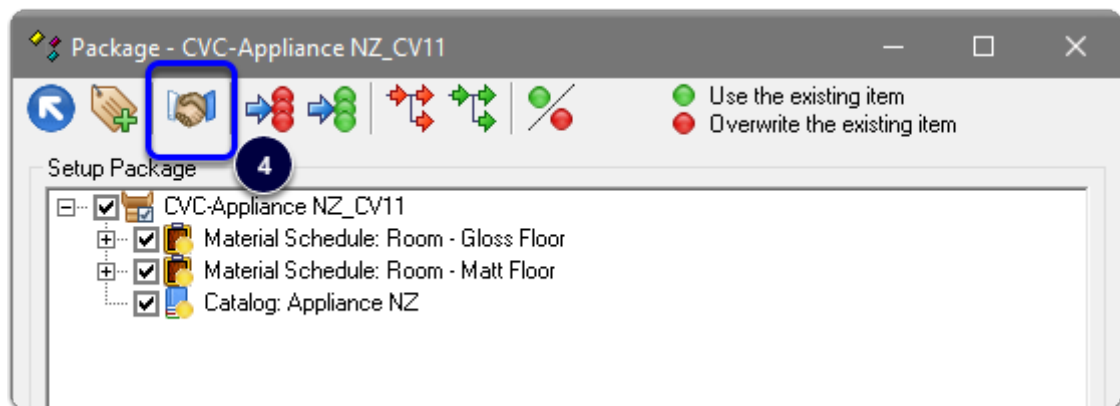 Package - CVC-Appliance NZ_CV11
Use the existing item
Overwrite the existing item
4
Setup Package
CVC-Appliance NZ_CV11
Material Schedule: Room - Gloss Floor
Material Schedule: Room - Matt Floor
Catalog: Appliance NZ